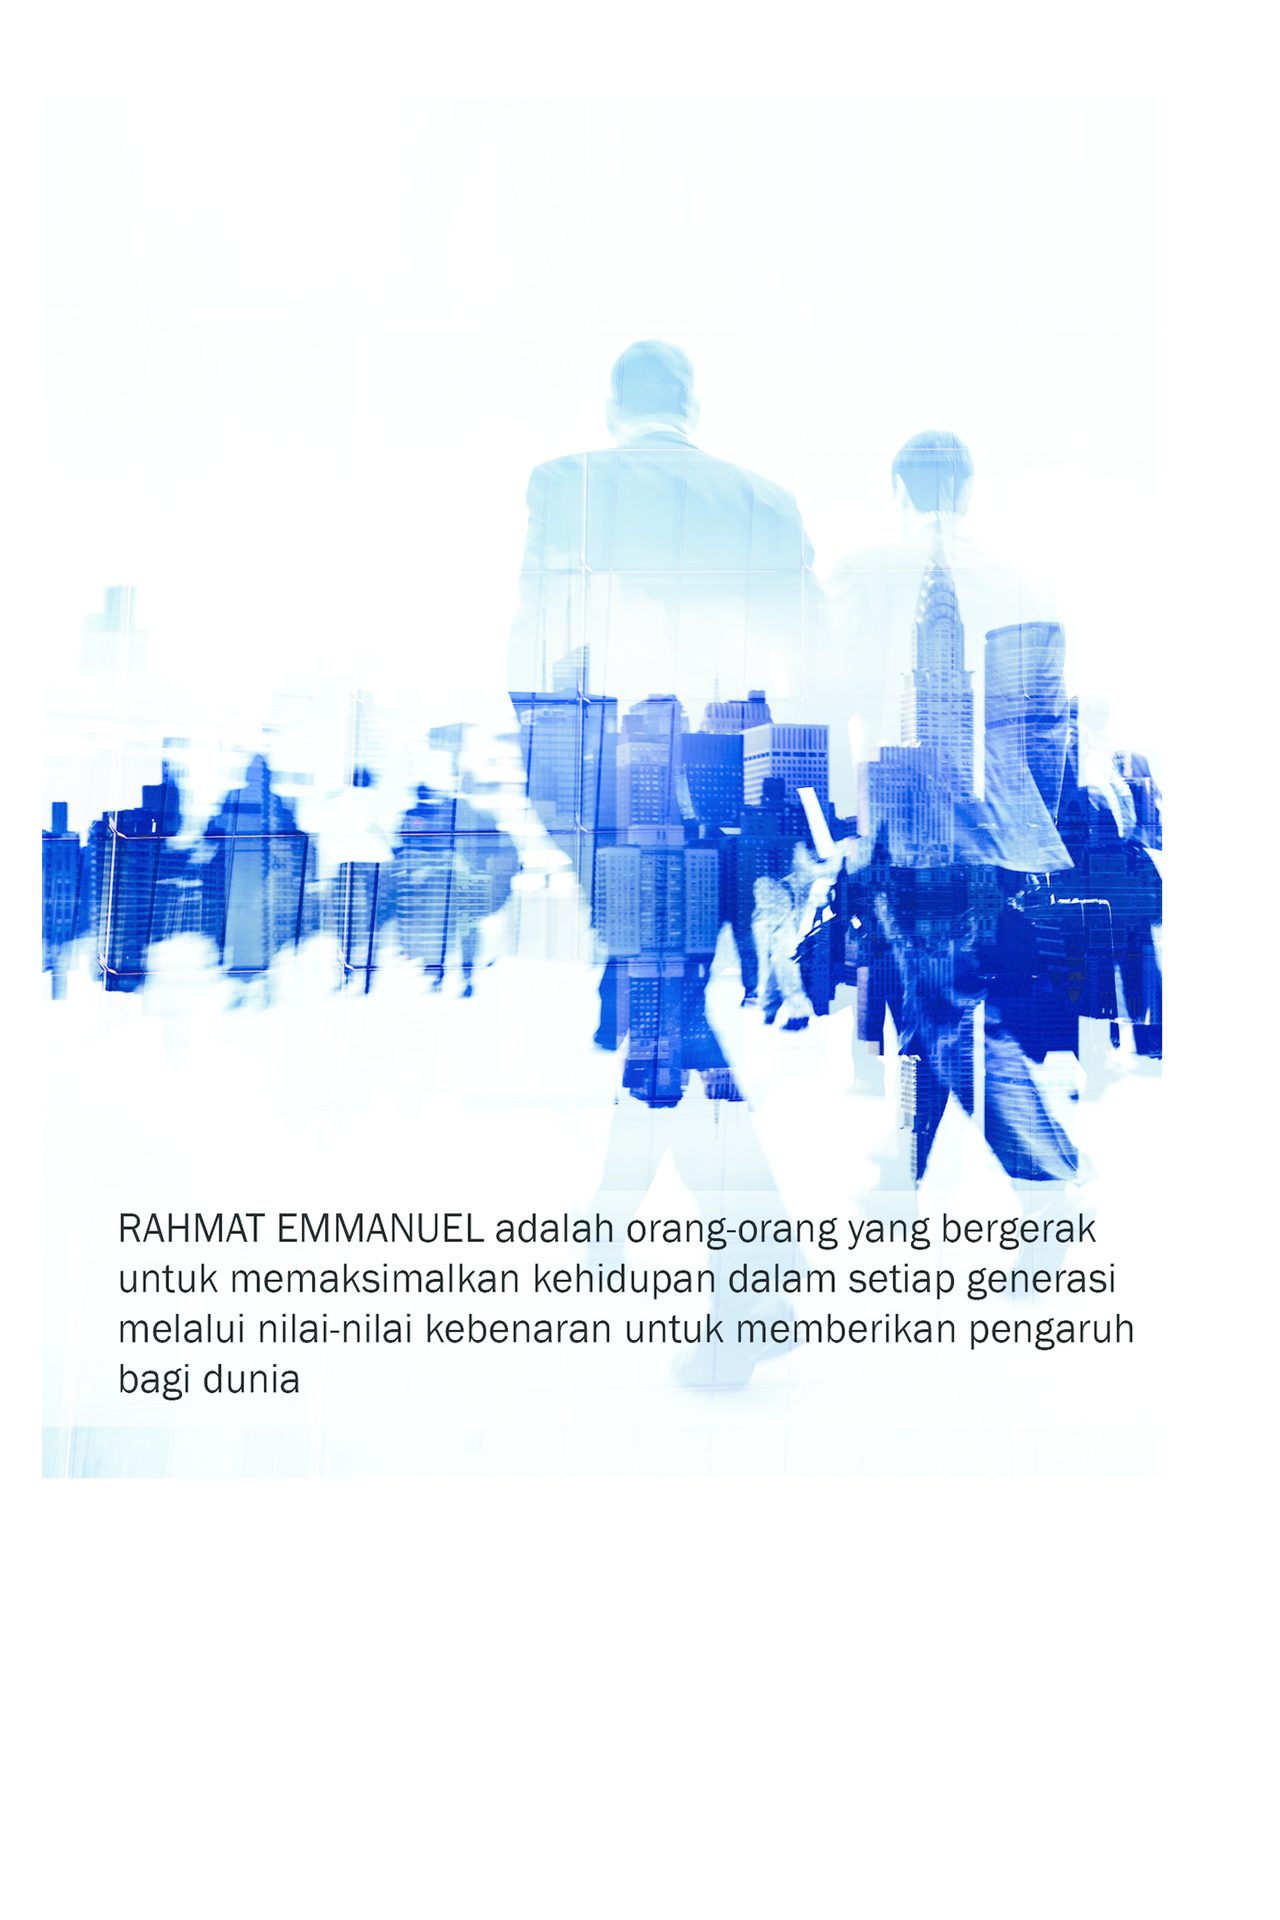 RAHMAT EMMANUEL adalah orang-orang yang bergerak
untuk memaksimalkan kehidupan dalam setiap generasi
melalui nilai-nilai kebenaran untuk memberikan pengaruh
bagi dunia